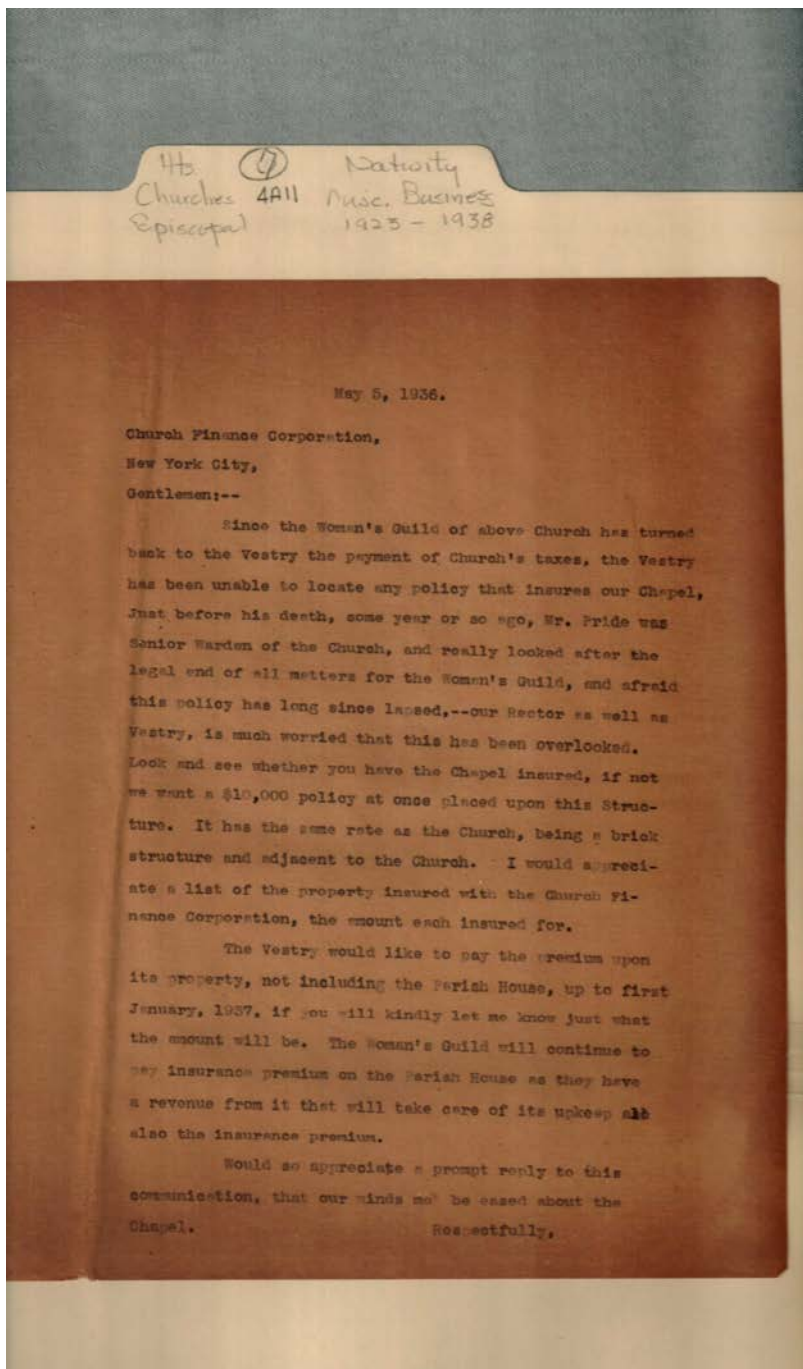 Hts. (7) Nativity
Churches 4A11 Misc. Business
Episcopal 1923 - 1938
May 5, 1936.
Church Finance Corporation,
New York City,
Gentlemen:--
Since the Woman's Guild of above Church has turned
back to the Vestry the payment of Church's taxes, the Vestry
has been unable to locate any policy that insures our Chapel,
Just before his death, some year or so ago, Mr. Pride was
Senior Warden of the Church, and really looked after the
legal end of all matters for the Woman's Guild, and afraid
this policy has long since lapsed,--our Rector as well as
Vestry, is much worried that this has been overlooked.
Look and see whether you have the Chapel insured, if not
we want a $10,000 policy at once placed upon this Struc-
ture. It has the same rate as the Church, being a brick
structure and adjacent to the Church. I would appreci-
ate a list of the property insured with the Church Fi-
nance Corporation, the amount each insured for.
The Vestry would like to pay the premium upon
its property, not including the Parish House, up to first
January, 1937. if you will kindly let me know just what
the amount will be. The Woman's Guild will continue to
pay insurance premium on the Parish House as they have
a revenue from it that will take care of its upkeep
also the insurance premium.
Would so appreciate a prompt reply to this
communication, that our minds may be eased about the
Chapel. Respectfully,